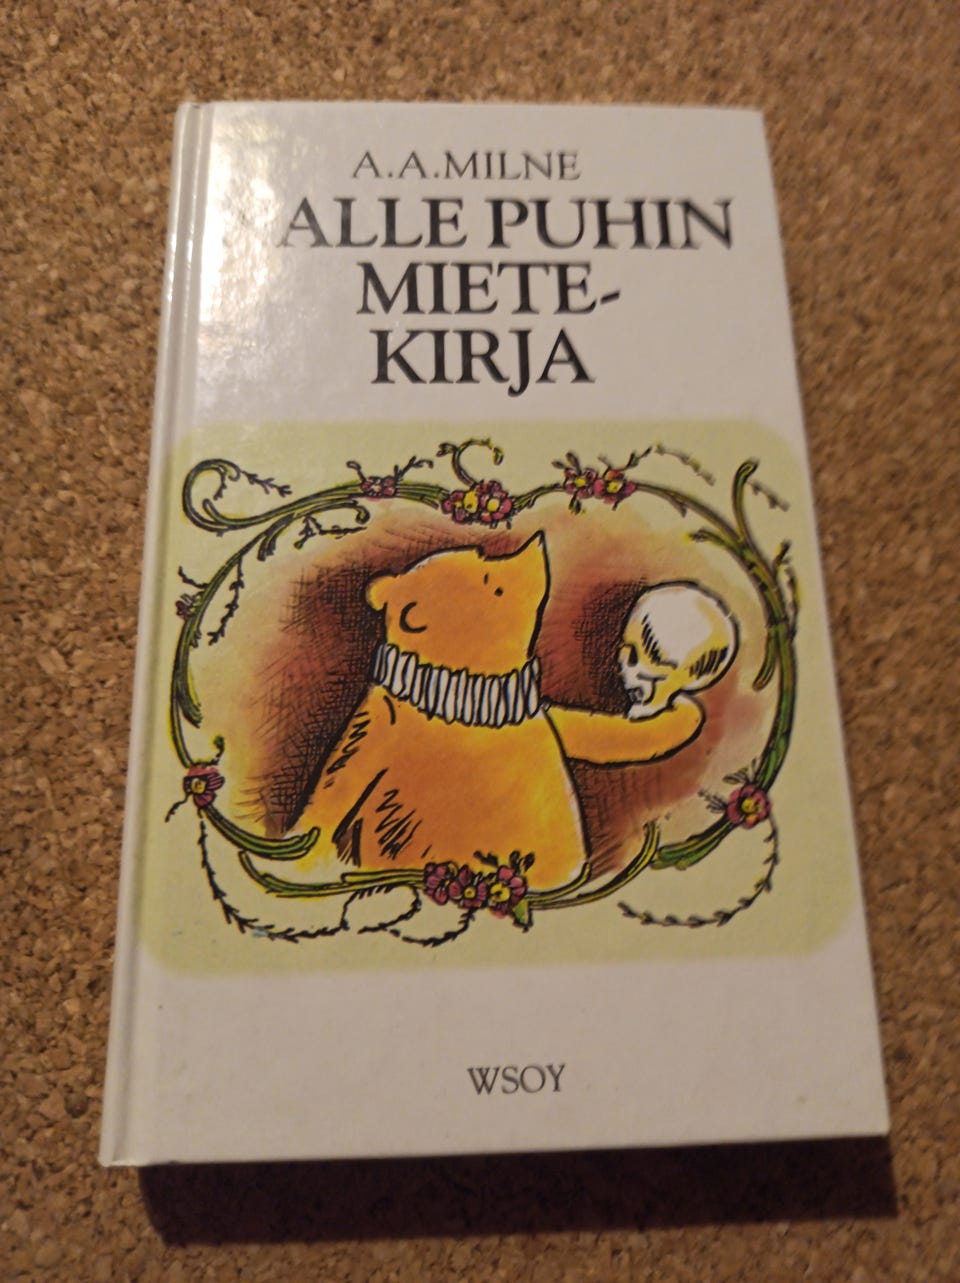 A.A.MILNE
ALLE PUHIN
MIETE-
KIRJA
WSOY